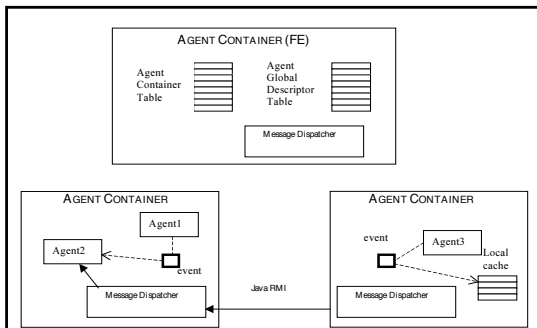 AGENT CONTAINER (FE)
Agent
Container
Table
Agent
Global
Descriptor
Table
Message Dispatcher
AGENT CONTAINER
Agent1
Agent2
event
Message Dispatcher
Java RMI
AGENT CONTAINER
event
Agent3
Local
cache
Message Dispatcher